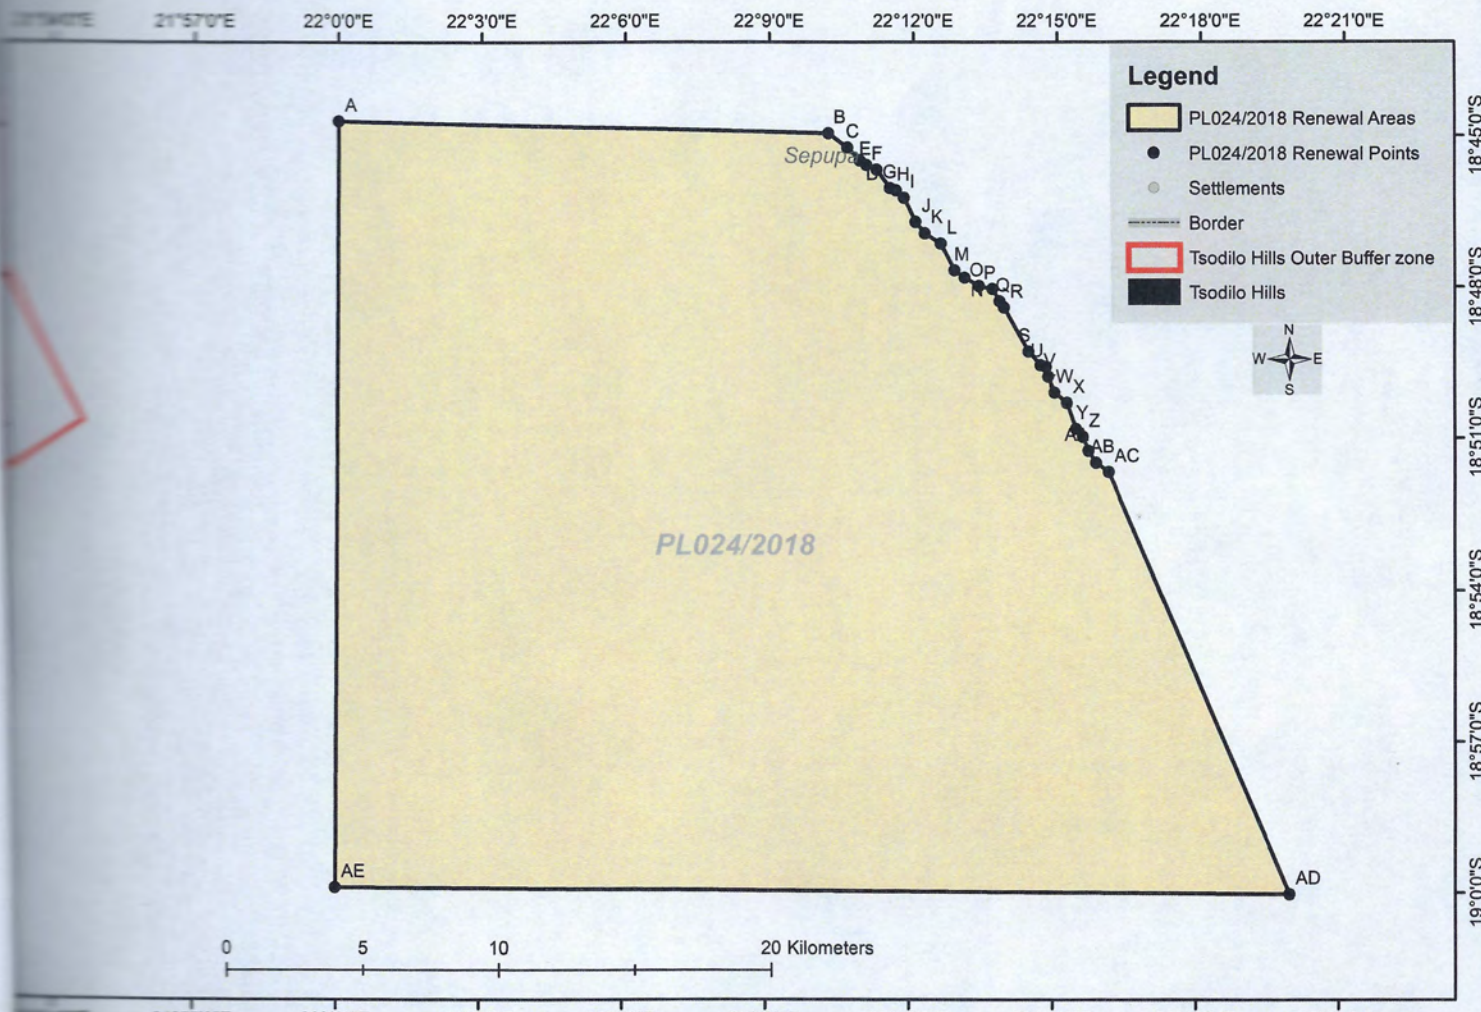 21°57'0"E 22°0'0"E 22°3'0"E 22°6'0"E 22°9'0"E 22°12'0"E 22°15'0"E 22°18'0"E 22°21'0"E
Legend
PL024/2018 Renewal Areas
PL024/2018 Renewal Points
Settlements
Border
Tsodilo Hills Outer Buffer zone
Tsodilo Hills
N
W E
S
18°45'0"S
18°48'0"S
18°51'0"S
18°54'0"S
18°57'0"S
19°0'0"S
A
B
C
Sepupa
E F
D
G H I
J K
L
M
O P
N
Q R
S
U
V
W X
Y Z
AB
AC
PL024/2018
AE
AD
0 5 10 20 Kilometers